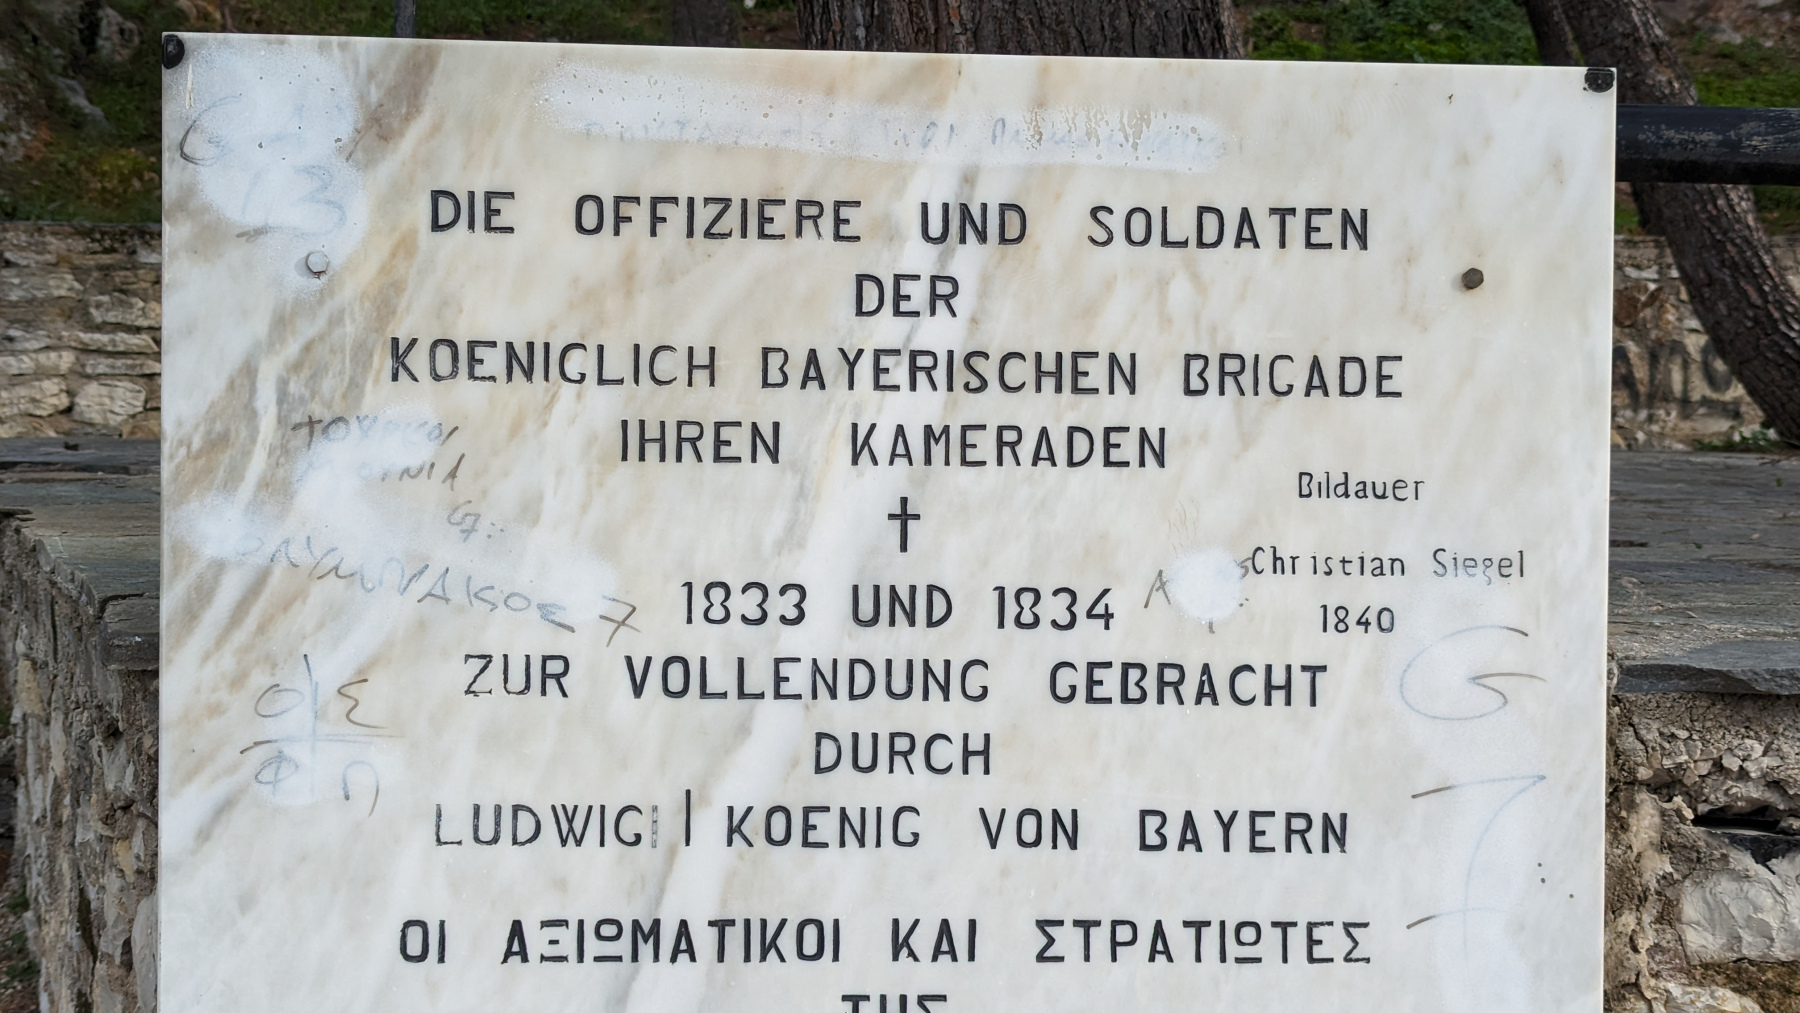 DIE OFFIZIERE UND SOLDATEN
DER
KOENIGLICH BAYERISCHEN BRIGADE
IHREN KAMERADEN
Bildauer
†
Christian Siegel
1833 UND 1834
1840
ZUR VOLLENDUNG GEBRACHT
DURCH
LUDWIG I KOENIG VON BAYERN
ΟΙ ΑΞΙΩΜΑΤΙΚΟΙ ΚΑΙ ΣΤΡΑΤΙΩΤΕΣ
ΤΗΣ